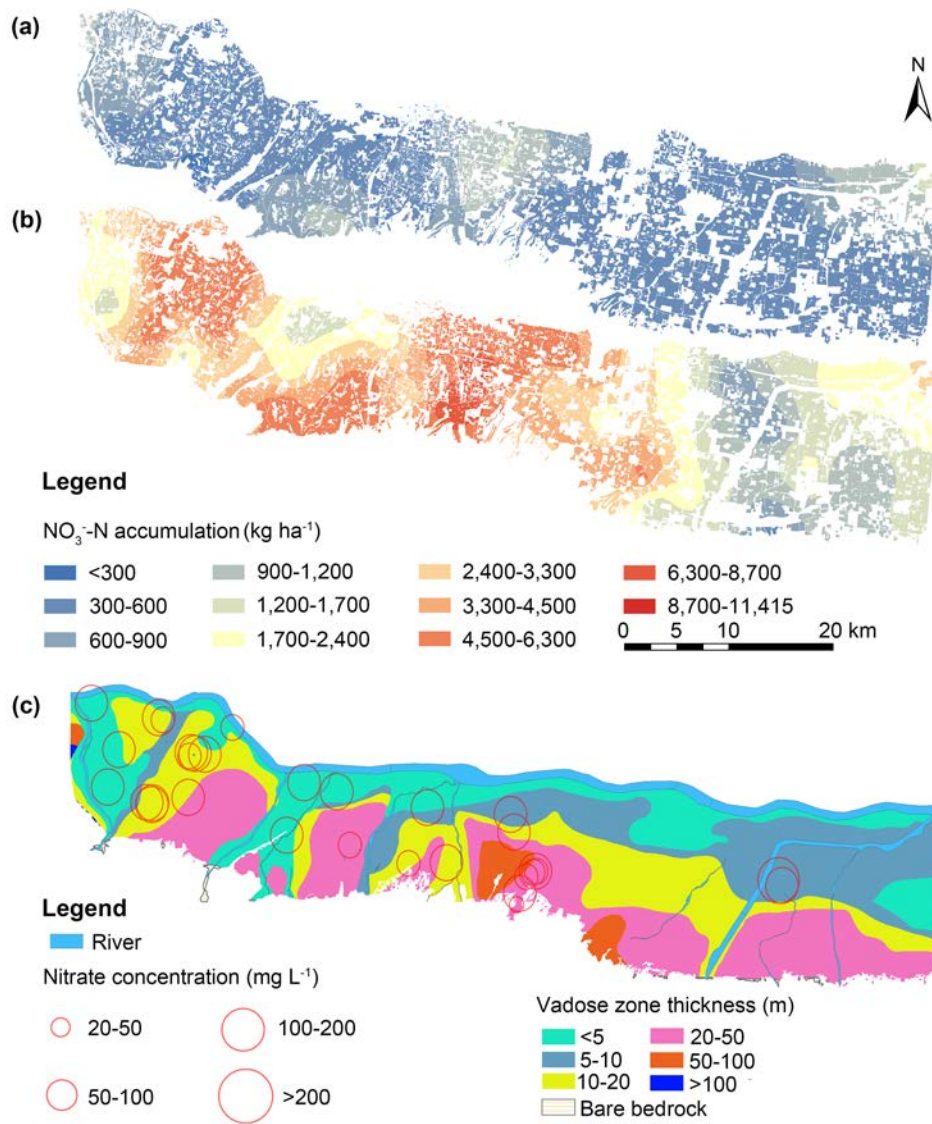 (a)
N
(b)
Legend
NO₃⁻-N accumulation (kg ha⁻¹)
<300 900-1,200 2,400-3,300 6,300-8,700
300-600 1,200-1,700 3,300-4,500 8,700-11,415
600-900 1,700-2,400 4,500-6,300 0 5 10 20 km
(c)
Legend
River
Nitrate concentration (mg L⁻¹)
20-50 100-200
50-100 >200
Vadose zone thickness (m)
<5 20-50
5-10 50-100
10-20 >100
Bare bedrock